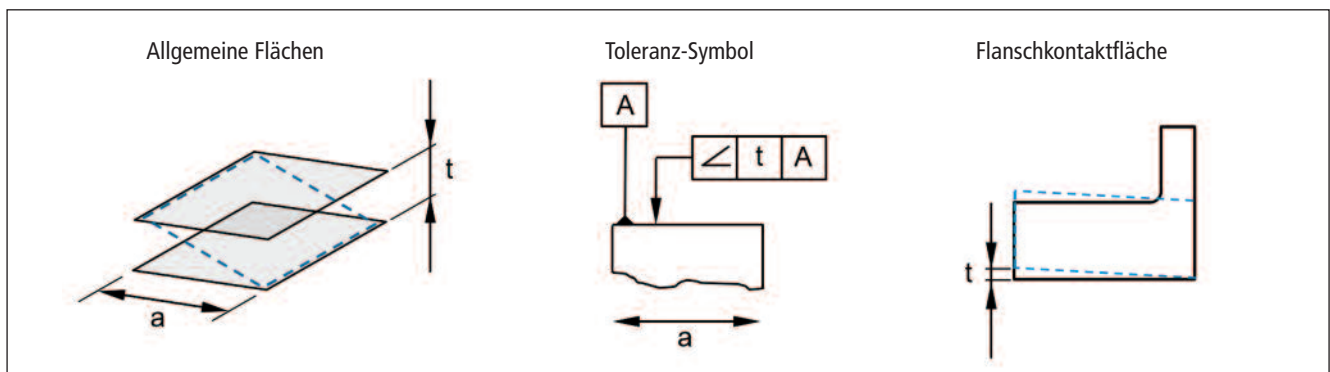 Allgemeine Flächen
Toleranz-Symbol
Flanschkontaktfläche
t
a
A
∠ t A
a
t